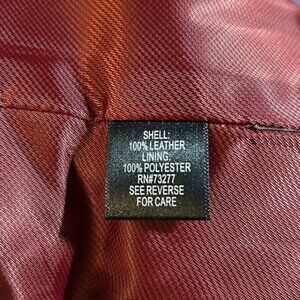 SHELL:
100% LEATHER
LINING:
100% POLYESTER
RN#73277
SEE REVERSE
FOR CARE